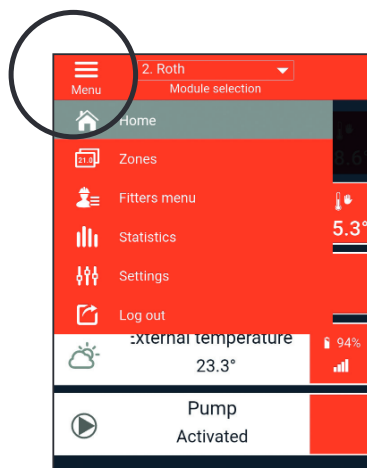 2. Roth
Menu
Module selection
Home
Zones
21.0
Fitters menu
Statistics
5.3°
Settings
Log out
External temperature
94%
23.3°
Pump
Activated